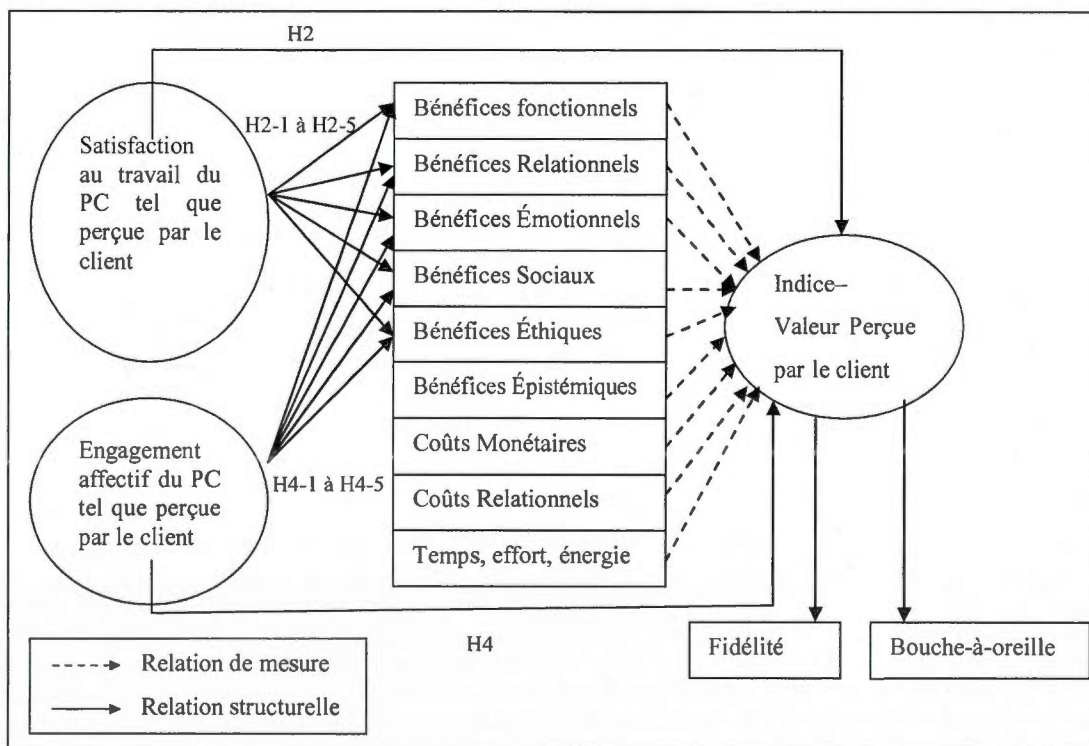 H2
H2-1 à H2-5
Satisfaction
au travail du
PC tel que
perçue par le
client
Engagement
affectif du PC
tel que perçue
par le client
H4-1 à H4-5
Bénéfices fonctionnels
Bénéfices Relationnels
Bénéfices Émotionnels
Bénéfices Sociaux
Bénéfices Éthiques
Bénéfices Épistémiques
Coûts Monétaires
Coûts Relationnels
Temps, effort, énergie
Indice–
Valeur Perçue
par le client
H4
Fidélité
Bouche-à-oreille
Relation de mesure
Relation structurelle